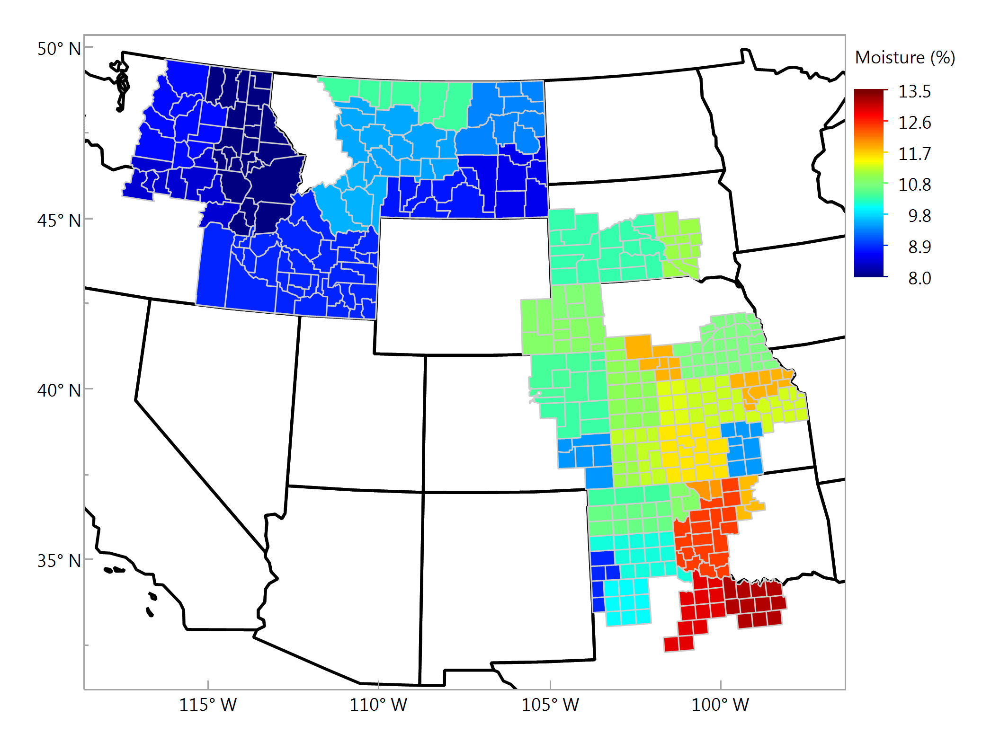 50° N
45° N
40° N
35° N
115° W
110° W
105° W
100° W
Moisture (%)
13.5
12.6
11.7
10.8
9.8
8.9
8.0